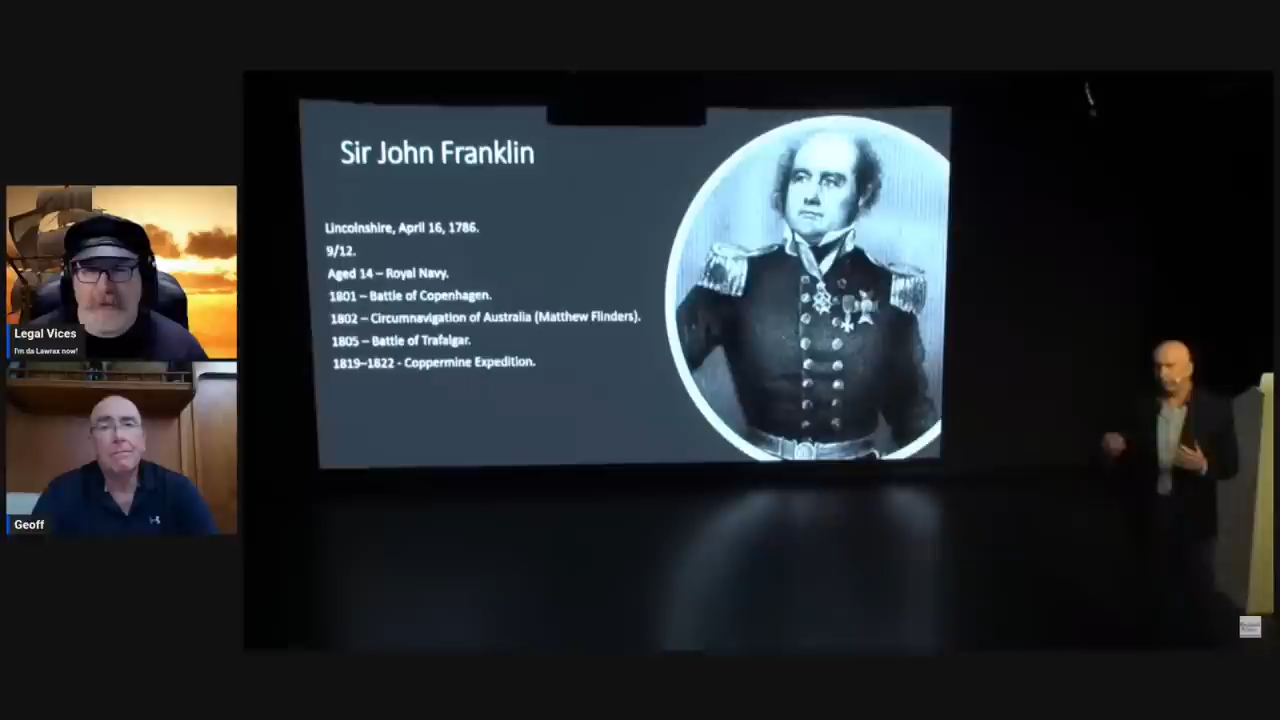 Sir John Franklin
Lincolnshire, April 16, 1786.
9/12.
Aged 14 – Royal Navy.
1801 – Battle of Copenhagen.
1802 – Circumnavigation of Australia (Matthew Flinders).
1805 – Battle of Trafalgar.
1819–1822 - Coppermine Expedition.
Legal Vices
I'm da Lawrax now!
Geoff